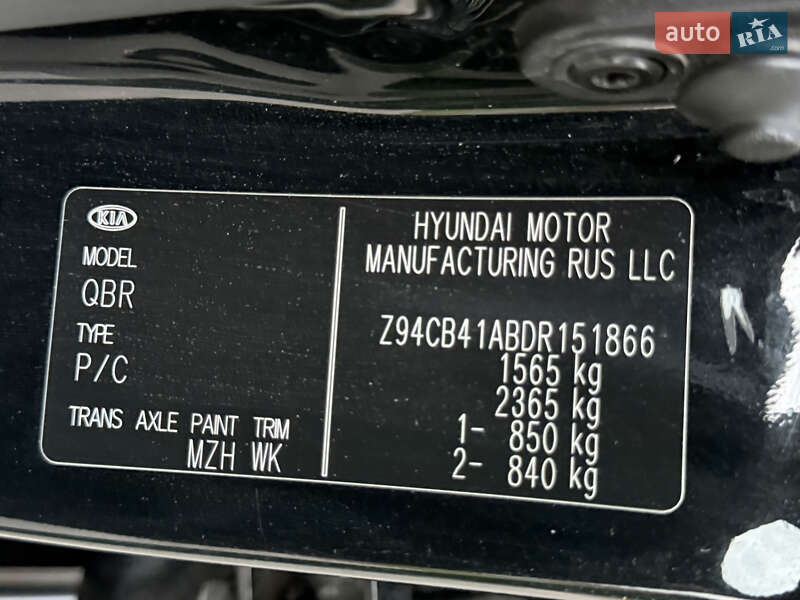 auto RIA .com
KIA
MODEL
QBR
TYPE
P/C
TRANS AXLE PAINT TRIM
MZH WK
HYUNDAI MOTOR
MANUFACTURING RUS LLC
Z94CB41ABDR151866
1565 kg
2365 kg
1- 850 kg
2- 840 kg